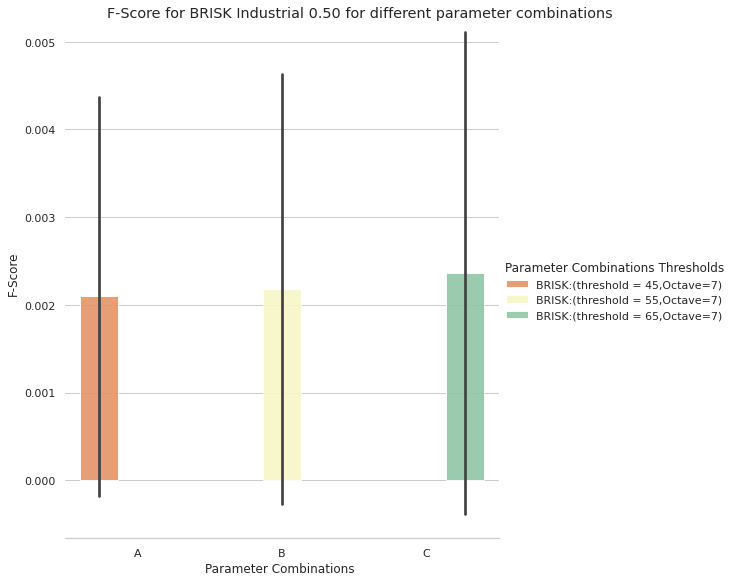 F-Score for BRISK Industrial 0.50 for different parameter combinations
0.005
0.004
0.003
0.002
0.001
0.000
F-Score
A B C
Parameter Combinations
Parameter Combinations Thresholds
BRISK:(threshold = 45,Octave=7)
BRISK:(threshold = 55,Octave=7)
BRISK:(threshold = 65,Octave=7)